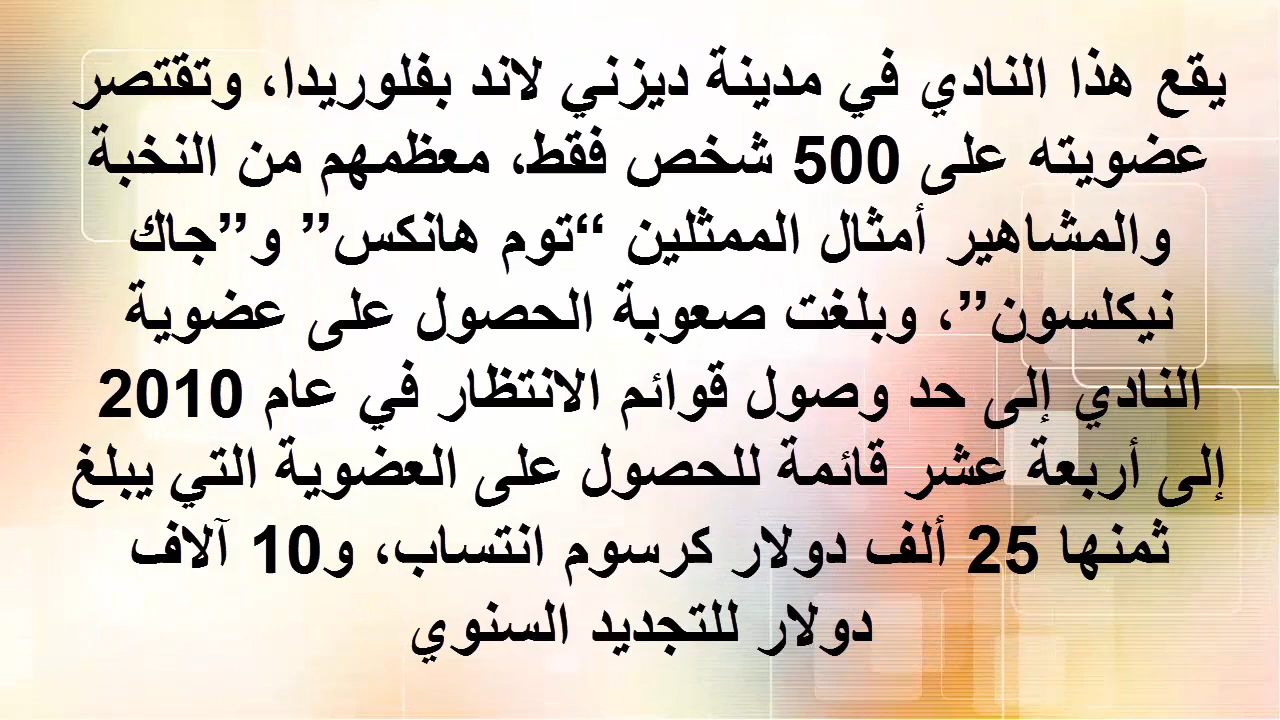 يقع هذا النادي في مدينة ديزني لاند بفلوريدا، وتقتصر
عضويته على 500 شخص فقط، معظمهم من النخبة
والمشاهير أمثال الممثلين “توم هانكس” و”جاك
نيكلسون”، وبلغت صعوبة الحصول على عضوية
النادي إلى حد وصول قوائم الانتظار في عام 2010
إلى أربعة عشر قائمة للحصول على العضوية التي يبلغ
ثمنها 25 ألف دولار كرسوم انتساب، و10 آلاف
دولار للتجديد السنوي